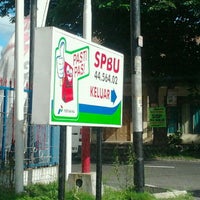 PASTI
PAS!
SPBU
44.564.02
KELUAR
PERTAMINA